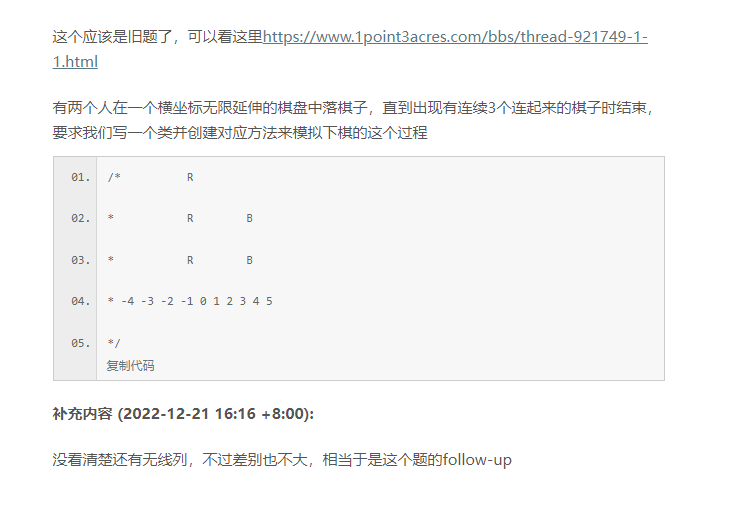 这个应该是旧题了，可以看这里https://www.1point3acres.com/bbs/thread-921749-1-
1.html
有两个人在一个横坐标无限延伸的棋盘中落棋子，直到出现有连续3个连起来的棋子时结束，
要求我们写一个类并创建对应方法来模拟下棋的这个过程
01. /* R
02. * R B
03. * R B
04. * -4 -3 -2 -1 0 1 2 3 4 5
05. */
复制代码
补充内容 (2022-12-21 16:16 +8:00):
没看清楚还有无线列，不过差别也不大，相当于是这个题的follow-up